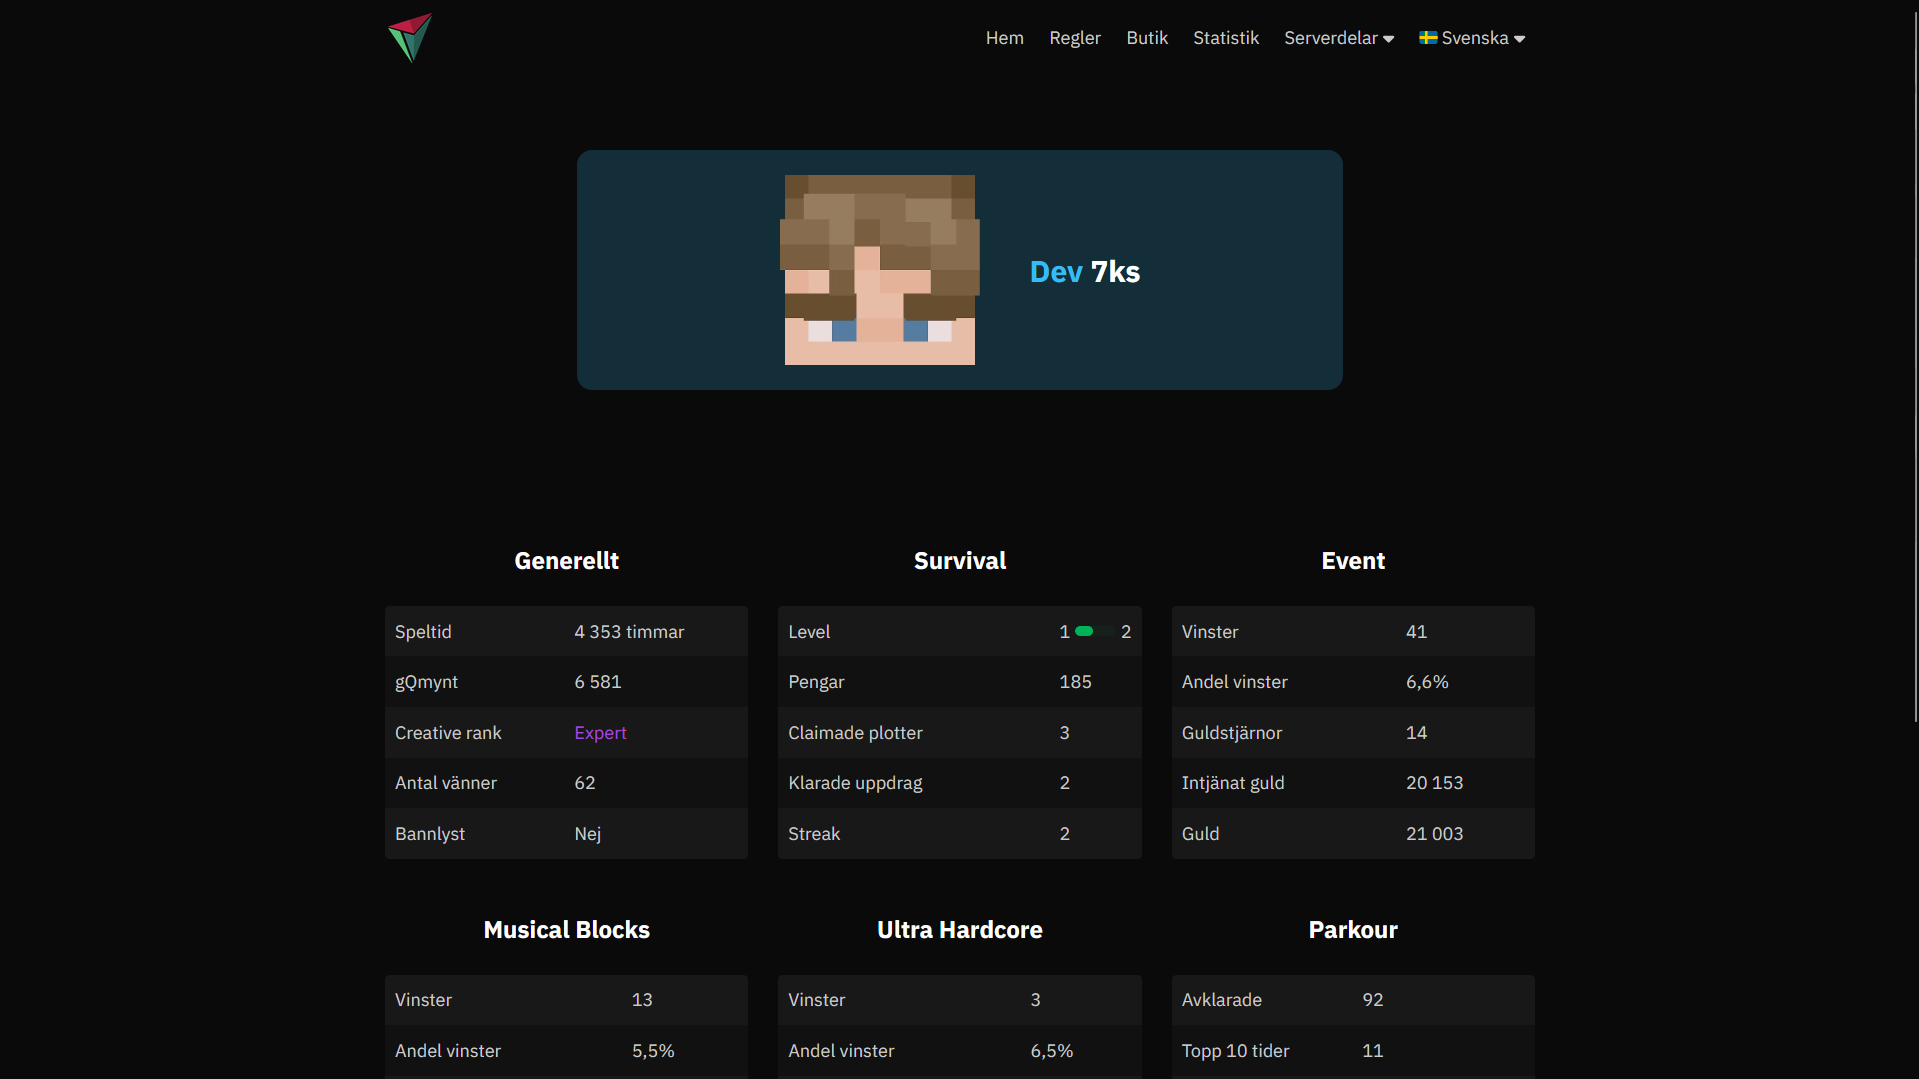 Hem Regler Butik Statistik Serverdelar Svenska
Dev 7ks
Generellt
Speltid 4 353 timmar
gQmynt 6 581
Creative rank Expert
Antal vänner 62
Bannlyst Nej
Survival
Level 1 2
Pengar 185
Claimade plotter 3
Klarade uppdrag 2
Streak 2
Event
Vinster 41
Andel vinster 6,6%
Guldstjärnor 14
Intjänat guld 20 153
Guld 21 003
Musical Blocks
Vinster 13
Andel vinster 5,5%
Ultra Hardcore
Vinster 3
Andel vinster 6,5%
Parkour
Avklarade 92
Topp 10 tider 11